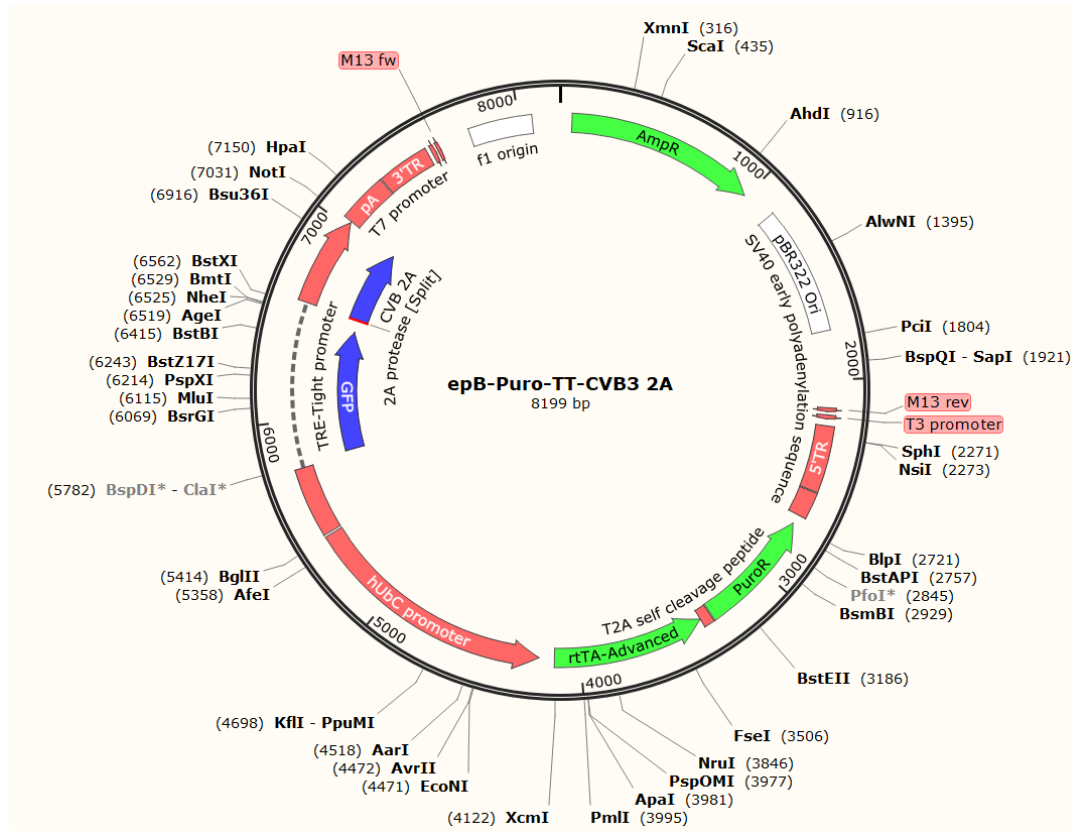 XmnI (316)
ScaI (435)
M13 fw
AhdI (916)
AlwNI (1395)
PciI (1804)
BspQI - SapI (1921)
M13 rev
T3 promoter
SphI (2271)
NsiI (2273)
BlpI (2721)
BstAPI (2757)
PfoI* (2845)
BsmBI (2929)
BstEII (3186)
FseI (3506)
NruI (3846)
PspOMI (3977)
ApaI (3981)
PmlI (3995)
(4122) XcmI
(4471) EcoNI
(4472) AvrII
(4518) AarI
(4698) KflI - PpuMI
(5358) AfeI
(5414) BglII
(5782) BspDI* - ClaI*
(6069) BsrGI
(6115) MluI
(6214) PspXI
(6243) BstZ17I
(6415) BstBI
(6519) AgeI
(6525) NheI
(6529) BmtI
(6562) BstXI
(6916) Bsu36I
(7031) NotI
(7150) HpaI
1000
2000
3000
4000
5000
6000
7000
8000
f1 origin
AmpR
pBR322 Ori
SV40 early polyadenylation sequence
5'TR
PuroR
T2A self cleavage peptide
rtTA-Advanced
hUbC promoter
TRE-Tight promoter
GFP
CVB 2A
2A protease [Split]
pA
3'TR
T7 promoter
epB-Puro-TT-CVB3 2A
8199 bp